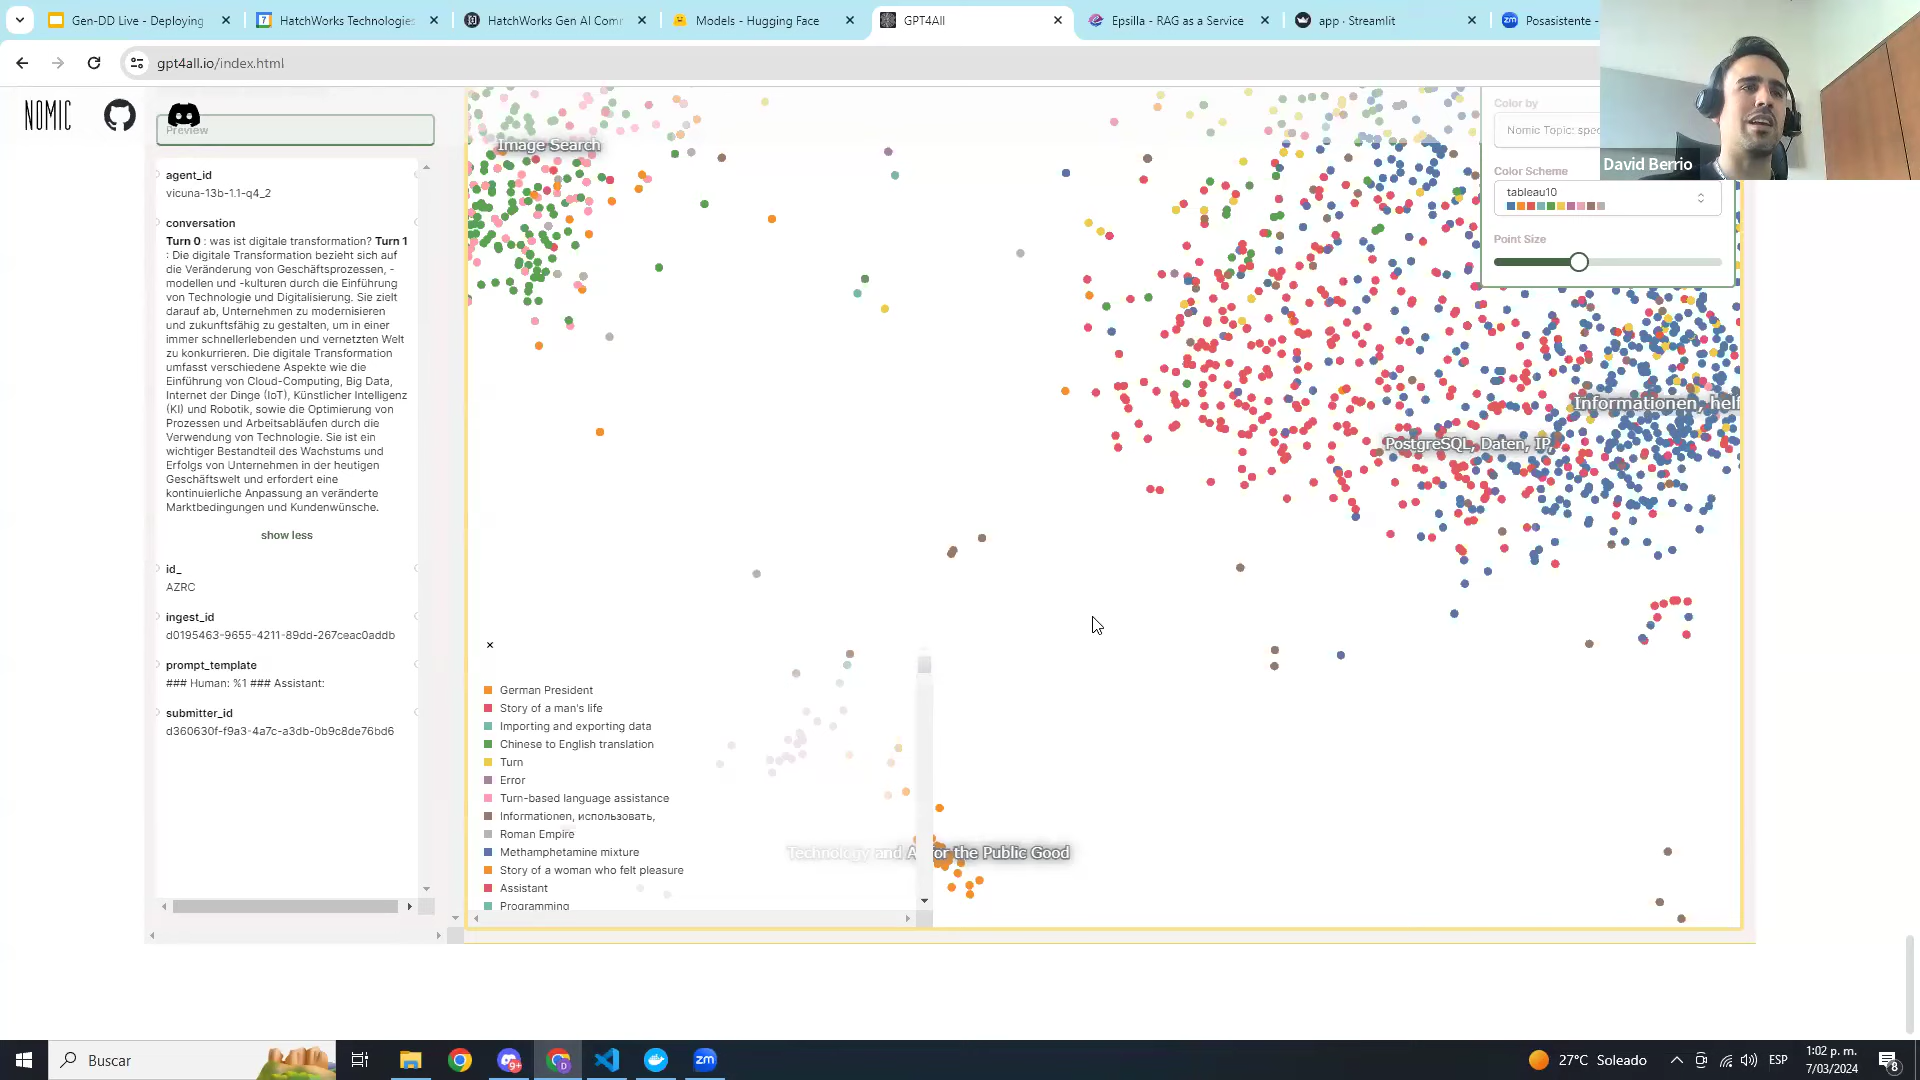 Gen-DD Live - Deploying
HatchWorks Technologies
HatchWorks Gen AI Comm
Models - Hugging Face
GPT4All
Epsilla - RAG as a Service
app · Streamlit
zm
Posasistente -
gpt4all.io/index.html
NOMIC
Preview
agent_id
vicuna-13b-1.1-q4_2
conversation
Turn 0 : was ist digitale transformation? Turn 1
: Die digitale Transformation bezieht sich auf
die Veränderung von Geschäftsprozessen, -
modellen und -kulturen durch die Einführung
von Technologie und Digitalisierung. Sie zielt
darauf ab, Unternehmen zu modernisieren
und zukunftsfähig zu gestalten, um in einer
immer schnellerlebenden und vernetzten Welt
zu konkurrieren. Die digitale Transformation
umfasst verschiedene Aspekte wie die
Einführung von Cloud-Computing, Big Data,
Internet der Dinge (IoT), Künstlicher Intelligenz
(KI) und Robotik, sowie die Optimierung von
Prozessen und Arbeitsabläufen durch die
Verwendung von Technologie. Sie ist ein
wichtiger Bestandteil des Wachstums und
Erfolgs von Unternehmen in der heutigen
Geschäftswelt und erfordert eine
kontinuierliche Anpassung an veränderte
Marktbedingungen und Kundenwünsche.
show less
id_
AZRC
ingest_id
d0195463-9655-4211-89dd-267ceac0addb
prompt_template
### Human: %1 ### Assistant:
submitter_id
d360630f-f9a3-4a7c-a3db-0b9c8de76bd6
Image Search
Informationen, helf
PostgreSQL, Daten, IP,
Technology and A for the Public Good
German President
Story of a man's life
Importing and exporting data
Chinese to English translation
Turn
Error
Turn-based language assistance
Informationen, использовать,
Roman Empire
Methamphetamine mixture
Story of a woman who felt pleasure
Assistant
Programming
Color by
Nomic Topic: spec
Color Scheme
tableau10
Point Size
David Berrio
Buscar
9+
D
zm
27°C Soleado
ESP
1:02 p. m.
7/03/2024
8